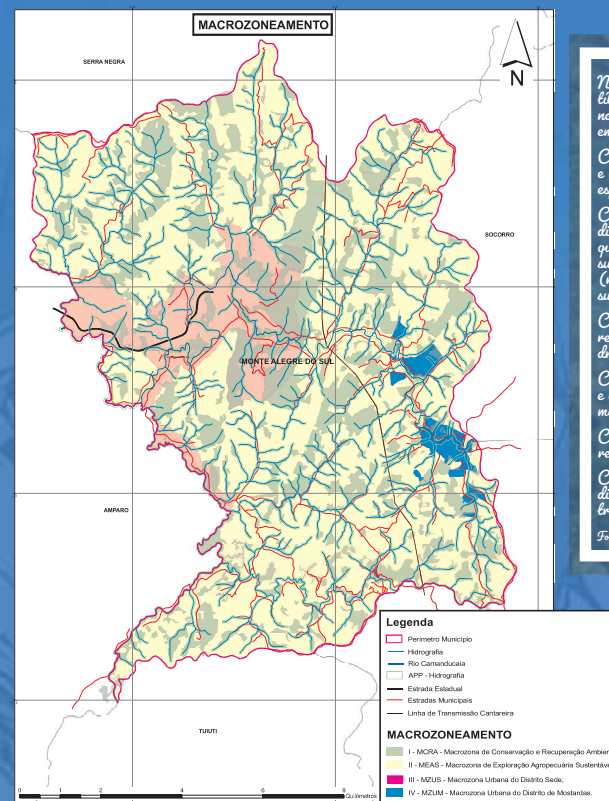 MACROZONEAMENTO
SERRA NEGRA
N
SOCORRO
MONTE ALEGRE DO SUL
AMPARO
TUIUTI
0 1 2 4 6 8
Quilômetros
Legenda
Perímetro Município
Hidrografia
Rio Camanducaia
APP - Hidrografia
Estrada Estadual
Estradas Municipais
Linha de Transmissão Cantareira
MACROZONEAMENTO
I - MCRA - Macrozona de Conservação e Recuperação Ambien
II - MEAS - Macrozona de Exploração Agropecuária Sustentáve
III - MZUS - Macrozona Urbana do Distrito Sede;
IV - MZUM - Macrozona Urbana do Distrito de Mostardas.